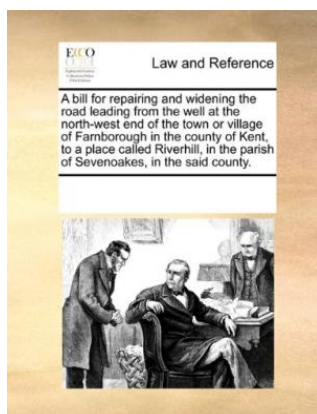 ECCO
Law and Reference
A bill for repairing and widening the
road leading from the well at the
north-west end of the town or village
of Farnborough in the county of Kent,
to a place called Riverhill, in the parish
of Sevenoakes, in the said county.